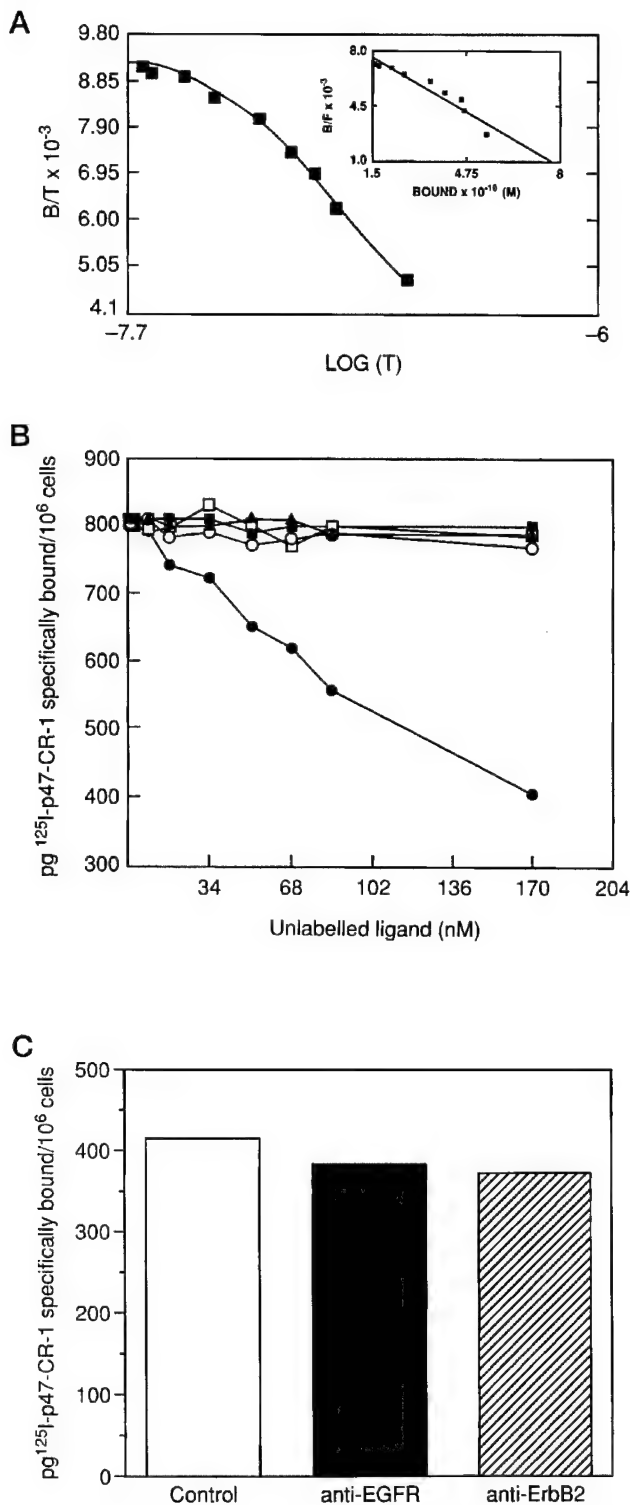 A
9.80
8.85
7.90
6.95
6.00
5.05
4.1
B/T x 10⁻³
–7.7
–6
LOG (T)
8.0
4.5
1.0
B/F x 10⁻³
1.5
4.75
8
BOUND x 10⁻¹⁰ (M)
B
900
800
700
600
500
400
300
pg ¹²⁵I-p47-CR-1 specifically bound/10⁶ cells
34
68
102
136
170
204
Unlabelled ligand (nM)
C
500
400
300
200
100
0
pg¹²⁵I-p47-CR-1 specifically bound/10⁶ cells
Control
anti-EGFR
anti-ErbB2